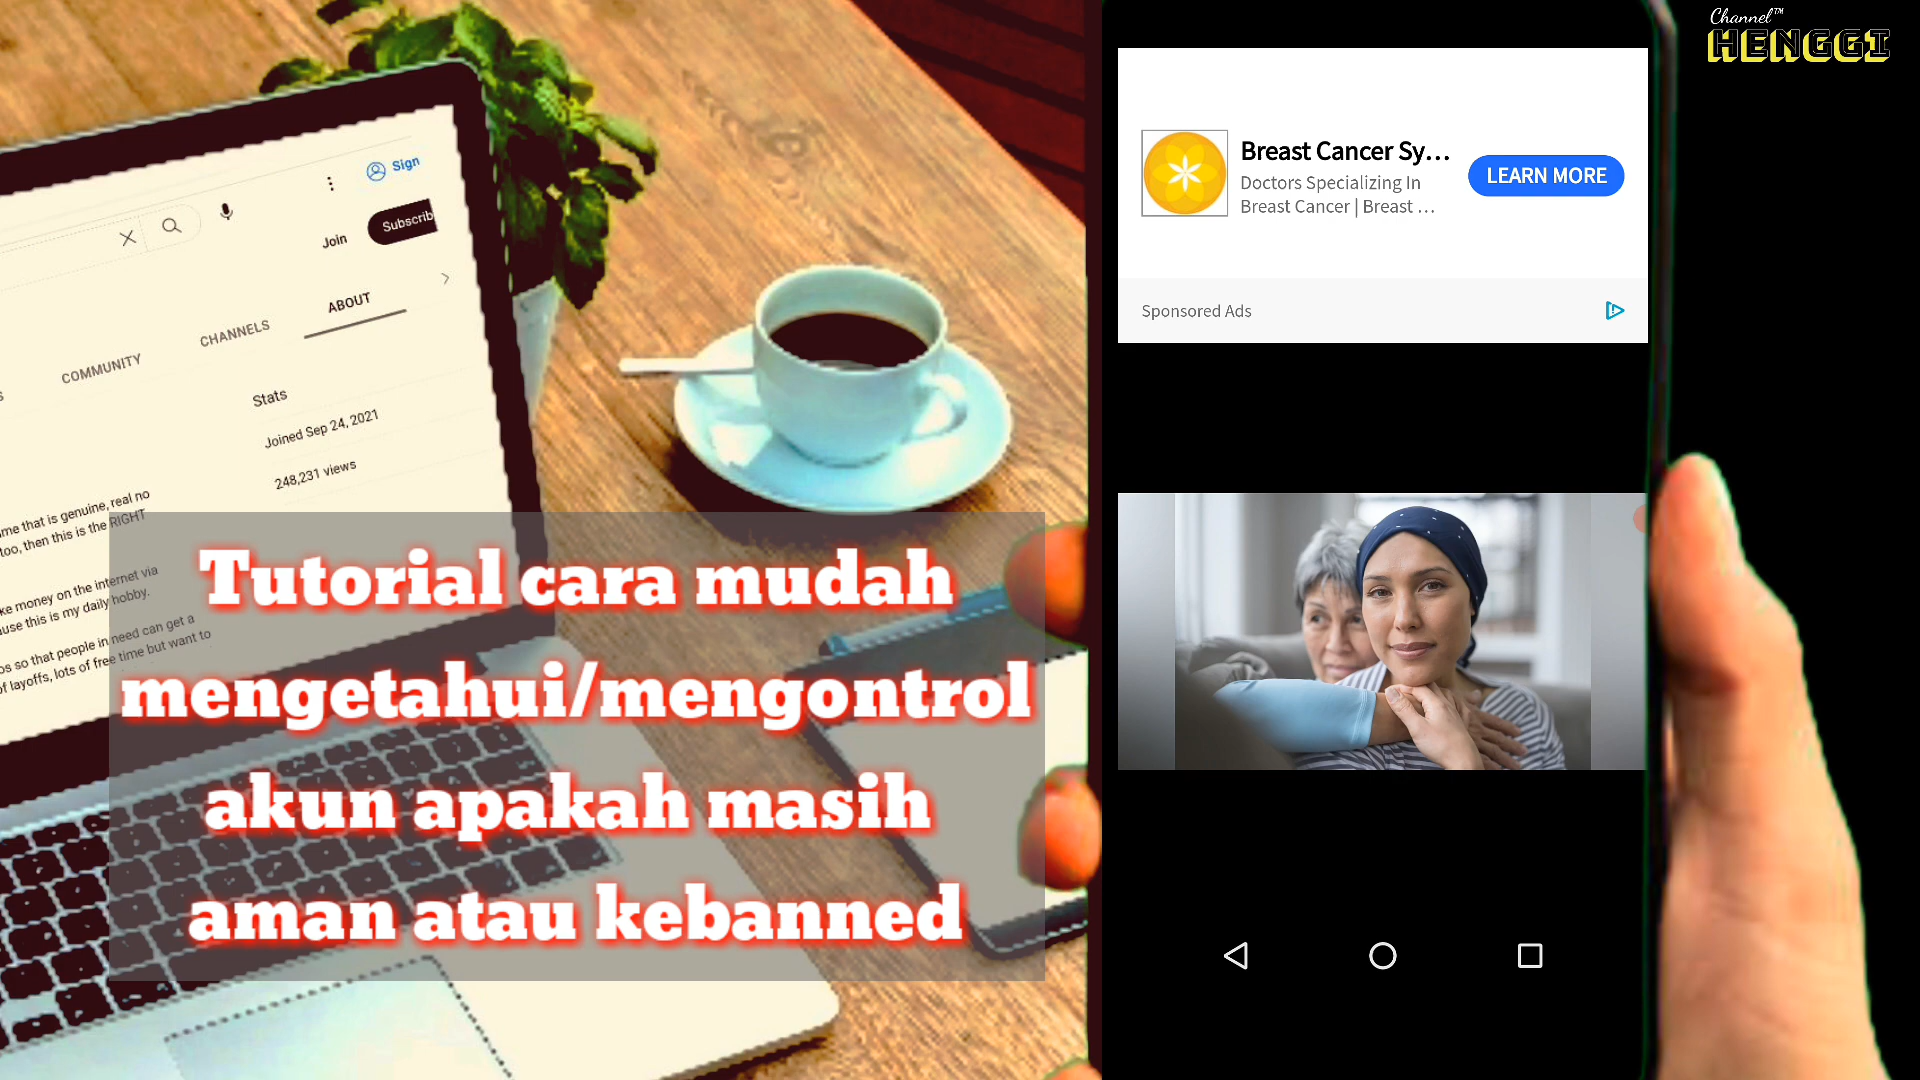 Channel™
HENGGI
Sign
Join
Subscrib
ABOUT
CHANNELS
COMMUNITY
S
Stats
Joined Sep 24, 2021
248,231 views
me that is genuine, real no
too, then this is the RIGHT
ke money on the internet via
use this is my daily hobby.
os so that people in need can get a
of layoffs, lots of free time but want to
Tutorial cara mudah
mengetahui/mengontrol
akun apakah masih
aman atau kebanned
Breast Cancer Sy...
Doctors Specializing In
Breast Cancer | Breast ...
LEARN MORE
Sponsored Ads